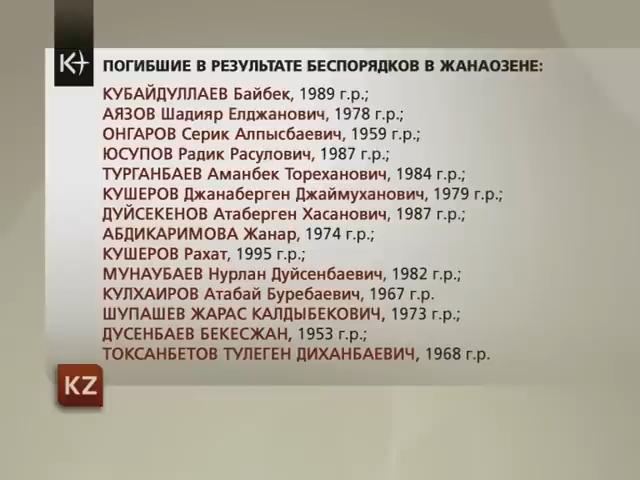 K+
ПОГИБШИЕ В РЕЗУЛЬТАТЕ БЕСПОРЯДКОВ В ЖАНАОЗЕНЕ:
КУБАЙДУЛЛАЕВ Байбек, 1989 г.р.;
АЯЗОВ Шадияр Елджанович, 1978 г.р.;
ОНГАРОВ Серик Алпысбаевич, 1959 г.р.;
ЮСУПОВ Радик Расулович, 1987 г.р.;
ТУРГАНБАЕВ Аманбек Тореханович, 1984 г.р.;
КУШЕРОВ Джанаберген Джаймуханович, 1979 г.р.;
ДУЙСЕКЕНОВ Атаберген Хасанович, 1987 г.р.;
АБДИКАРИМОВА Жанар, 1974 г.р.;
КУШЕРОВ Рахат, 1995 г.р.;
МУНАУБАЕВ Нурлан Дуйсенбаевич, 1982 г.р.;
КУЛХАИРОВ Атабай Буребаевич, 1967 г.р.
ШУПАШЕВ ЖАРАС КАЛДЫБЕКОВИЧ, 1973 г.р.;
ДУСЕНБАЕВ БЕКЕСЖАН, 1953 г.р.;
ТОКСАНБЕТОВ ТУЛЕГЕН ДИХАНБАЕВИЧ, 1968 г.р.
KZ